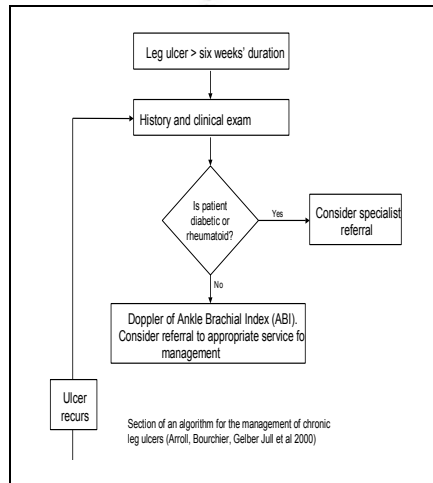 Leg ulcer > six weeks' duration
History and clinical exam
Is patient
diabetic or
rheumatoid?
Yes
Consider specialist
referral
No
Doppler of Ankle Brachial Index (ABI).
Consider referral to appropriate service fo
management
Ulcer
recurs
Section of an algorithm for the management of chronic
leg ulcers (Arroll, Bourchier, Gelber Jull et al 2000)